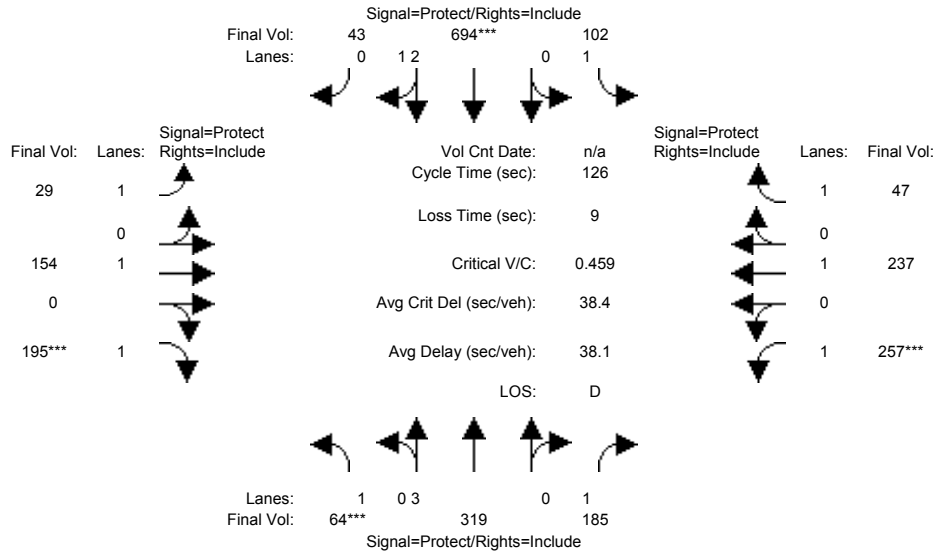 Signal=Protect/Rights=Include
Final Vol: 43 694*** 102
Lanes: 0 1 2 0 1
Signal=Protect Signal=Protect
Final Vol: Lanes: Rights=Include Vol Cnt Date: n/a Rights=Include Lanes: Final Vol:
Cycle Time (sec): 126
29 1 1 47
Loss Time (sec): 9
0 0
154 1 Critical V/C: 0.459 1 237
0 Avg Crit Del (sec/veh): 38.4 0
195*** 1 Avg Delay (sec/veh): 38.1 1 257***
LOS: D
Lanes: 1 0 3 0 1
Final Vol: 64*** 319 185
Signal=Protect/Rights=Include